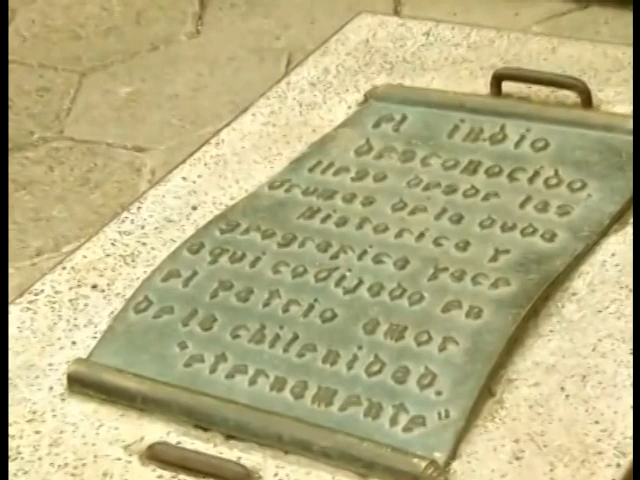 el indio
desconocido,
llego desde las
brumas de la duda
historica y
geografica yace
aqui cobijado en
el patrio amor
de la chilenidad.
"eternamente"